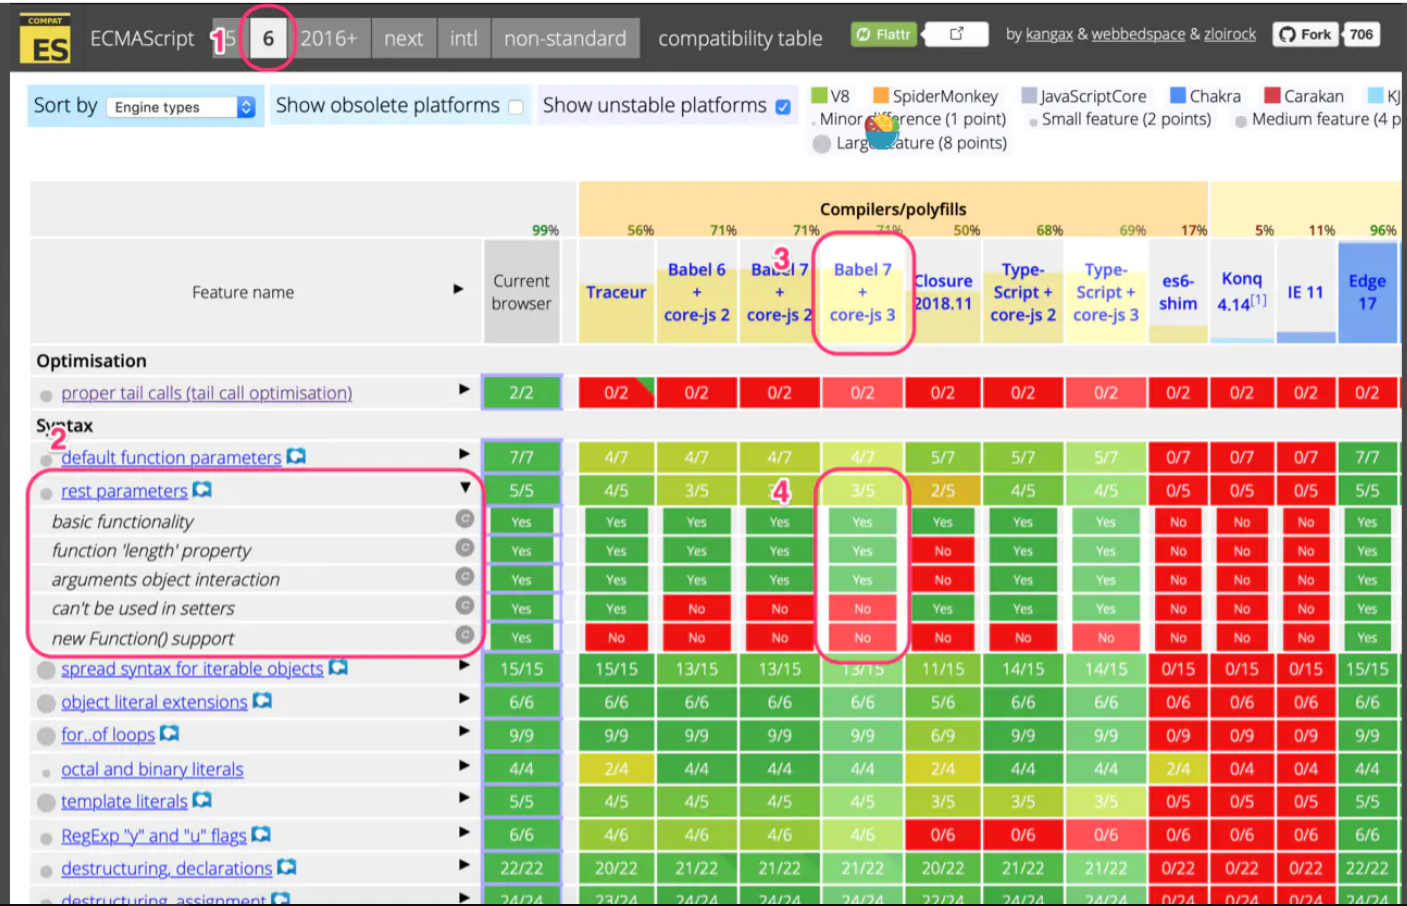 COMPAT
ES
ECMAScript 1 5 6 2016+ next intl non-standard compatibility table Flattr by kangax & webbedspace & zloirock Fork 706
Sort by Engine types Show obsolete platforms Show unstable platforms
V8 SpiderMonkey JavaScriptCore Chakra Carakan KJ
Minor difference (1 point) Small feature (2 points) Medium feature (4 p
Large feature (8 points)
Compilers/polyfills
99% 56% 71% 71% 71% 50% 68% 69% 17% 5% 11% 96%
3
Feature name
Current browser
Traceur
Babel 6 + core-js 2
Babel 7 + core-js 2
Babel 7 + core-js 3
Closure 2018.11
Type-Script + core-js 2
Type-Script + core-js 3
es6-shim
Konq 4.14[1]
IE 11
Edge 17
Optimisation
proper tail calls (tail call optimisation) 2/2 0/2 0/2 0/2 0/2 0/2 0/2 0/2 0/2 0/2 0/2 0/2
Syntax
2
default function parameters 7/7 4/7 4/7 4/7 4/7 5/7 5/7 5/7 0/7 0/7 0/7 7/7
rest parameters 5/5 4/5 3/5 4 3/5 2/5 4/5 4/5 0/5 0/5 0/5 5/5
basic functionality c Yes Yes Yes Yes Yes Yes Yes Yes No No No Yes
function 'length' property c Yes Yes Yes Yes Yes No Yes Yes No No No Yes
arguments object interaction c Yes Yes Yes Yes Yes No Yes Yes No No No Yes
can't be used in setters c Yes Yes No No No Yes Yes Yes No No No Yes
new Function() support c Yes No No No No No No No No No No Yes
spread syntax for iterable objects 15/15 15/15 13/15 13/15 13/15 11/15 14/15 14/15 0/15 0/15 0/15 15/15
object literal extensions 6/6 6/6 6/6 6/6 6/6 5/6 6/6 6/6 0/6 0/6 0/6 6/6
for..of loops 9/9 9/9 9/9 9/9 9/9 6/9 9/9 9/9 0/9 0/9 0/9 9/9
octal and binary literals 4/4 2/4 4/4 4/4 4/4 2/4 4/4 4/4 2/4 0/4 0/4 4/4
template literals 5/5 4/5 4/5 4/5 4/5 3/5 3/5 3/5 0/5 0/5 0/5 5/5
RegExp "y" and "u" flags 6/6 4/6 4/6 4/6 4/6 0/6 0/6 0/6 0/6 0/6 0/6 6/6
destructuring, declarations 22/22 20/22 21/22 21/22 21/22 20/22 21/22 21/22 0/22 0/22 0/22 22/22
destructuring, assignment 24/24 23/24 24/24 24/24 24/24 22/24 24/24 24/24 0/24 0/24 0/24 24/24